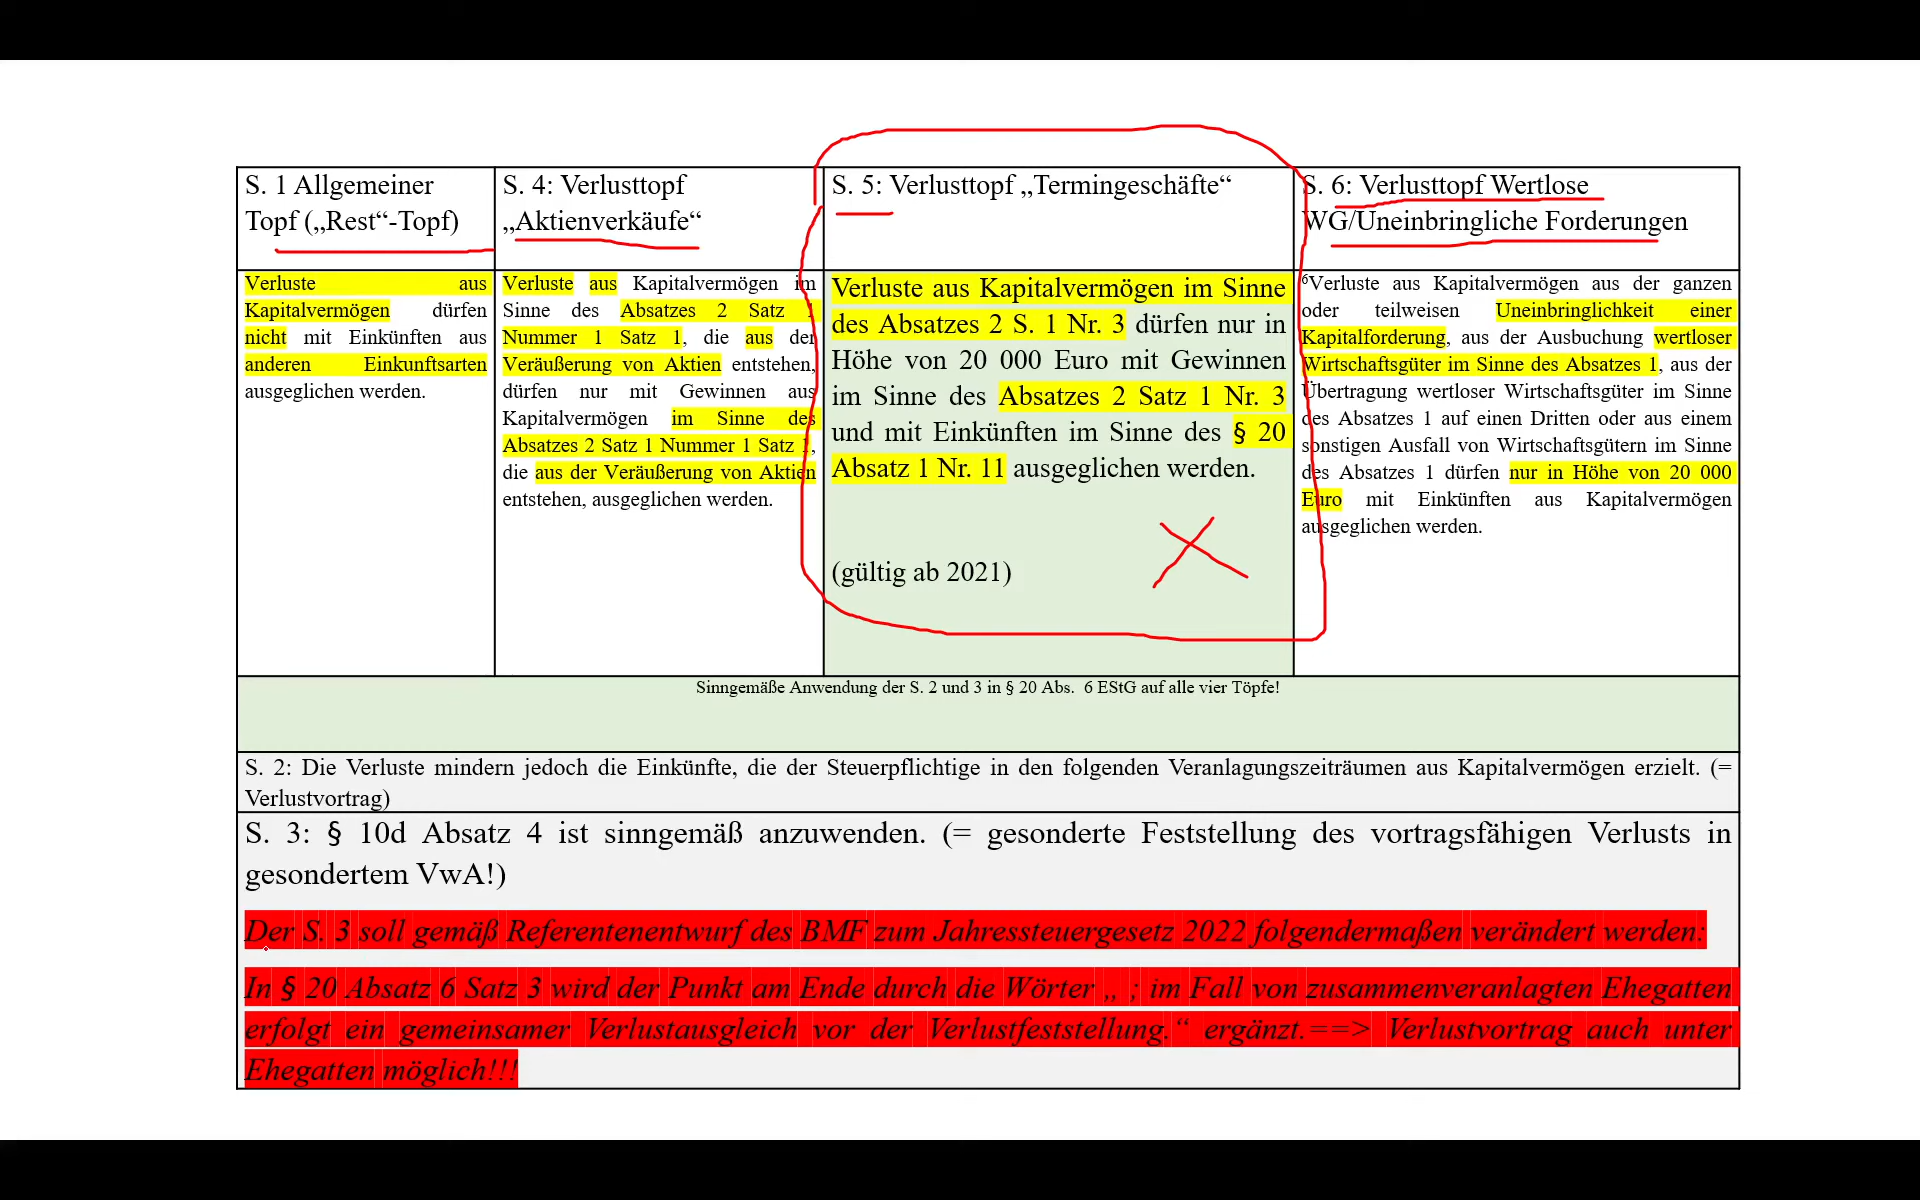 S. 1 Allgemeiner
Topf („Rest“-Topf)
S. 4: Verlusttopf
„Aktienverkäufe“
S. 5: Verlusttopf „Termingeschäfte“
S. 6: Verlusttopf Wertlose
WG/Uneinbringliche Forderungen
Verluste aus
Kapitalvermögen dürfen
nicht mit Einkünften aus
anderen Einkunftsarten
ausgeglichen werden.
Verluste aus Kapitalvermögen im
Sinne des Absatzes 2 Satz 1
Nummer 1 Satz 1, die aus der
Veräußerung von Aktien entstehen,
dürfen nur mit Gewinnen aus
Kapitalvermögen im Sinne des
Absatzes 2 Satz 1 Nummer 1 Satz 1,
die aus der Veräußerung von Aktien
entstehen, ausgeglichen werden.
Verluste aus Kapitalvermögen im Sinne
des Absatzes 2 S. 1 Nr. 3 dürfen nur in
Höhe von 20 000 Euro mit Gewinnen
im Sinne des Absatzes 2 Satz 1 Nr. 3
und mit Einkünften im Sinne des § 20
Absatz 1 Nr. 11 ausgeglichen werden.
(gültig ab 2021)
⁶Verluste aus Kapitalvermögen aus der ganzen
oder teilweisen Uneinbringlichkeit einer
Kapitalforderung, aus der Ausbuchung wertloser
Wirtschaftsgüter im Sinne des Absatzes 1, aus der
Übertragung wertloser Wirtschaftsgüter im Sinne
des Absatzes 1 auf einen Dritten oder aus einem
sonstigen Ausfall von Wirtschaftsgütern im Sinne
des Absatzes 1 dürfen nur in Höhe von 20 000
Euro mit Einkünften aus Kapitalvermögen
ausgeglichen werden.
Sinngemäße Anwendung der S. 2 und 3 in § 20 Abs. 6 EStG auf alle vier Töpfe!
S. 2: Die Verluste mindern jedoch die Einkünfte, die der Steuerpflichtige in den folgenden Veranlagungszeiträumen aus Kapitalvermögen erzielt. (=
Verlustvortrag)
S. 3: § 10d Absatz 4 ist sinngemäß anzuwenden. (= gesonderte Feststellung des vortragsfähigen Verlusts in
gesondertem VwA!)
Der S. 3 soll gemäß Referentenentwurf des BMF zum Jahressteuergesetz 2022 folgendermaßen verändert werden:
In § 20 Absatz 6 Satz 3 wird der Punkt am Ende durch die Wörter „ ; im Fall von zusammenveranlagten Ehegatten
erfolgt ein gemeinsamer Verlustausgleich vor der Verlustfeststellung.“ ergänzt.==> Verlustvortrag auch unter
Ehegatten möglich!!!